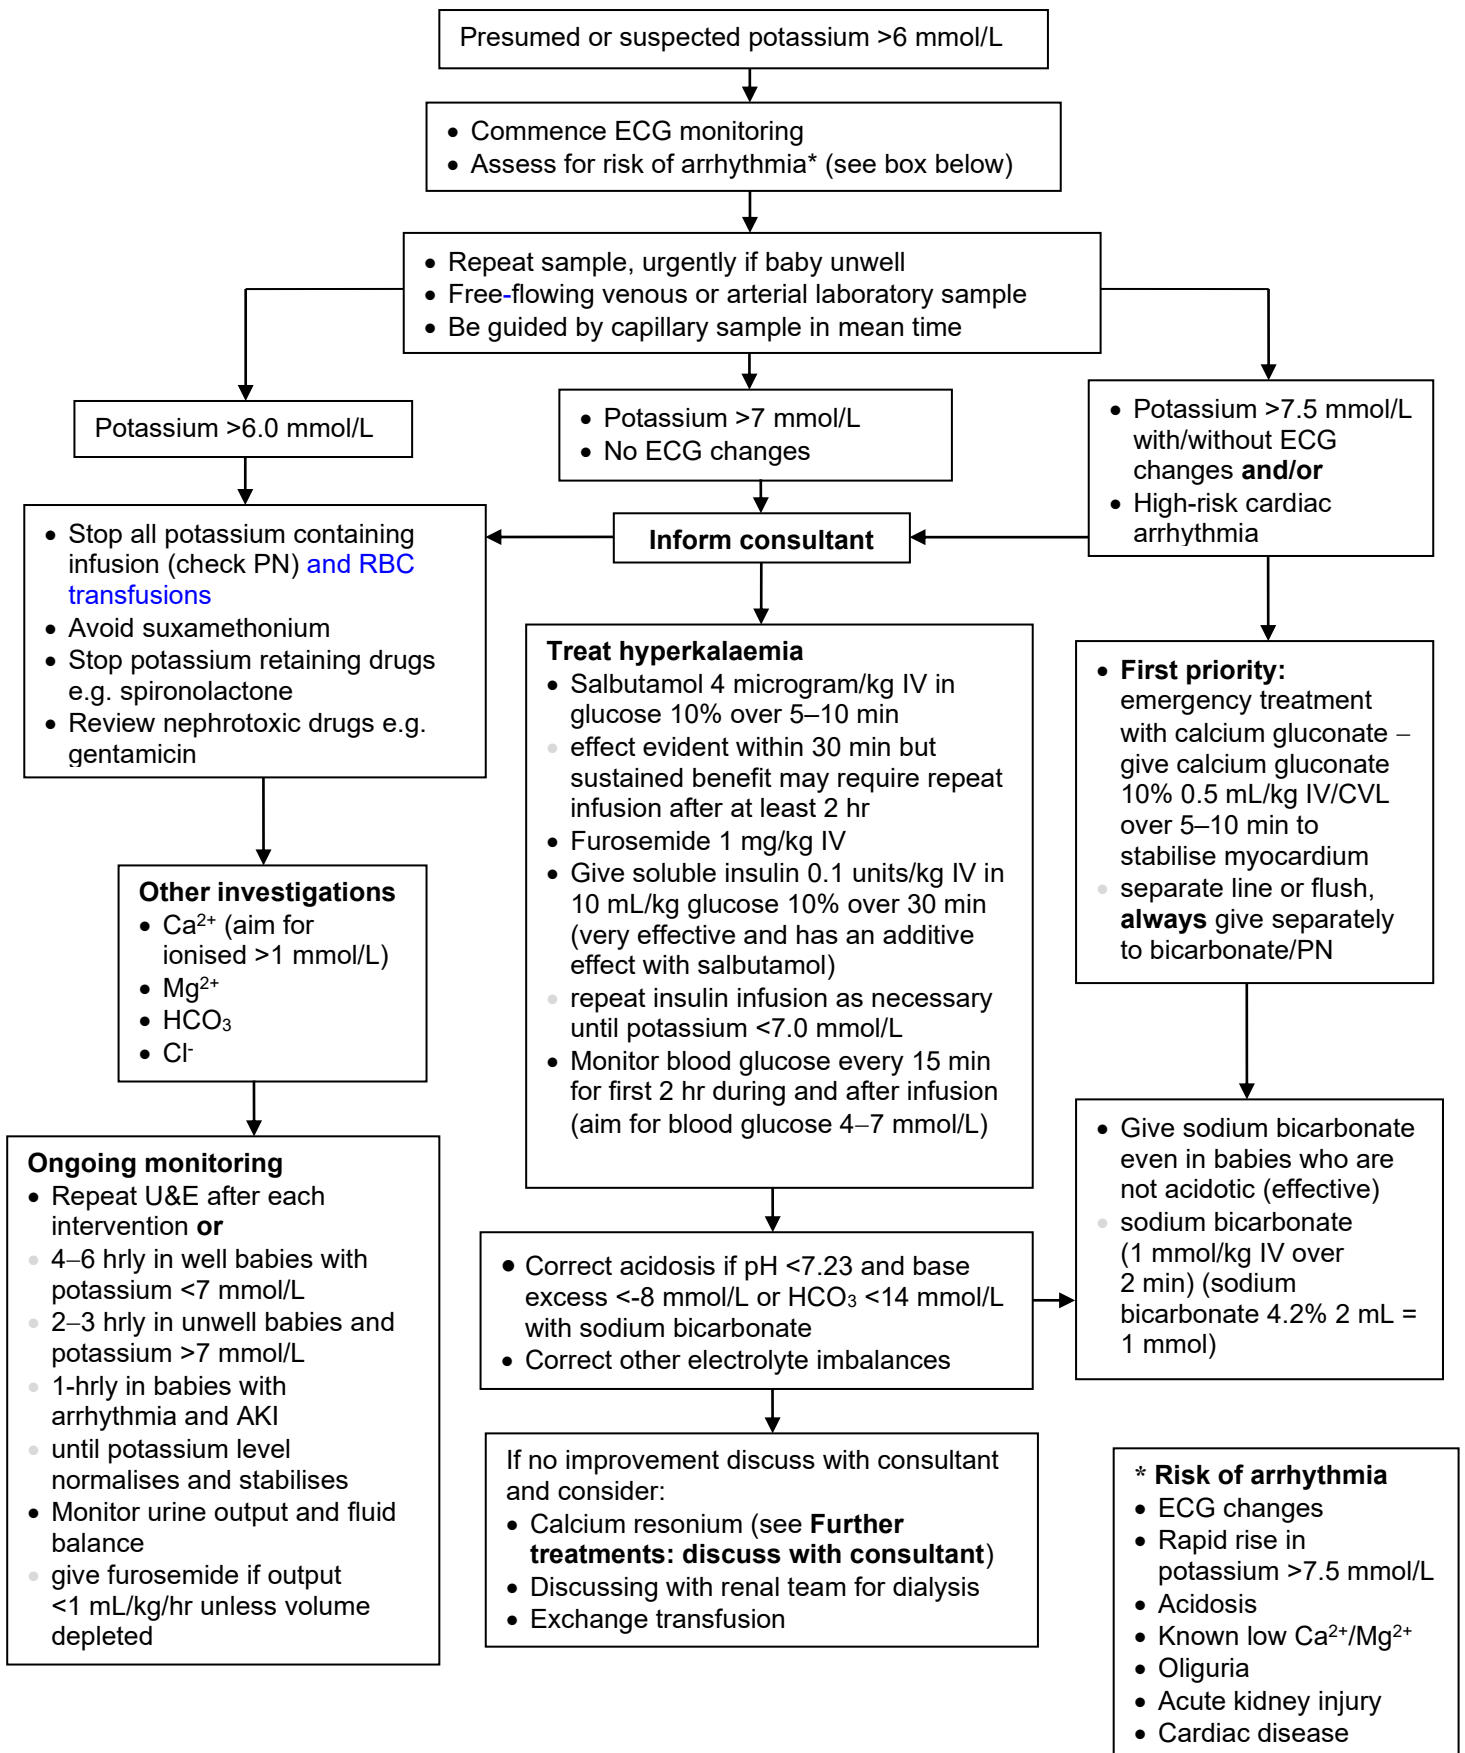 Presumed or suspected potassium >6 mmol/L
• Commence ECG monitoring
• Assess for risk of arrhythmia* (see box below)
• Repeat sample, urgently if baby unwell
• Free-flowing venous or arterial laboratory sample
• Be guided by capillary sample in mean time
Potassium >6.0 mmol/L
• Potassium >7 mmol/L
• No ECG changes
• Potassium >7.5 mmol/L
with/without ECG
changes and/or
• High-risk cardiac
arrhythmia
Inform consultant
• Stop all potassium containing
infusion (check PN) and RBC
transfusions
• Avoid suxamethonium
• Stop potassium retaining drugs
e.g. spironolactone
• Review nephrotoxic drugs e.g.
gentamicin
Treat hyperkalaemia
• Salbutamol 4 microgram/kg IV in
glucose 10% over 5–10 min
• effect evident within 30 min but
sustained benefit may require repeat
infusion after at least 2 hr
• Furosemide 1 mg/kg IV
• Give soluble insulin 0.1 units/kg IV in
10 mL/kg glucose 10% over 30 min
(very effective and has an additive
effect with salbutamol)
• repeat insulin infusion as necessary
until potassium <7.0 mmol/L
• Monitor blood glucose every 15 min
for first 2 hr during and after infusion
(aim for blood glucose 4–7 mmol/L)
• First priority:
emergency treatment
with calcium gluconate –
give calcium gluconate
10% 0.5 mL/kg IV/CVL
over 5–10 min to
stabilise myocardium
• separate line or flush,
always give separately
to bicarbonate/PN
Other investigations
• Ca²⁺ (aim for
ionised >1 mmol/L)
• Mg²⁺
• HCO₃
• Cl⁻
Ongoing monitoring
• Repeat U&E after each
intervention or
• 4–6 hrly in well babies with
potassium <7 mmol/L
• 2–3 hrly in unwell babies and
potassium >7 mmol/L
• 1-hrly in babies with
arrhythmia and AKI
• until potassium level
normalises and stabilises
• Monitor urine output and fluid
balance
• give furosemide if output
<1 mL/kg/hr unless volume
depleted
• Correct acidosis if pH <7.23 and base
excess <-8 mmol/L or HCO₃ <14 mmol/L
with sodium bicarbonate
• Correct other electrolyte imbalances
• Give sodium bicarbonate
even in babies who are
not acidotic (effective)
• sodium bicarbonate
(1 mmol/kg IV over
2 min) (sodium
bicarbonate 4.2% 2 mL =
1 mmol)
If no improvement discuss with consultant
and consider:
• Calcium resonium (see Further
treatments: discuss with consultant)
• Discussing with renal team for dialysis
• Exchange transfusion
* Risk of arrhythmia
• ECG changes
• Rapid rise in
potassium >7.5 mmol/L
• Acidosis
• Known low Ca²⁺/Mg²⁺
• Oliguria
• Acute kidney injury
• Cardiac disease